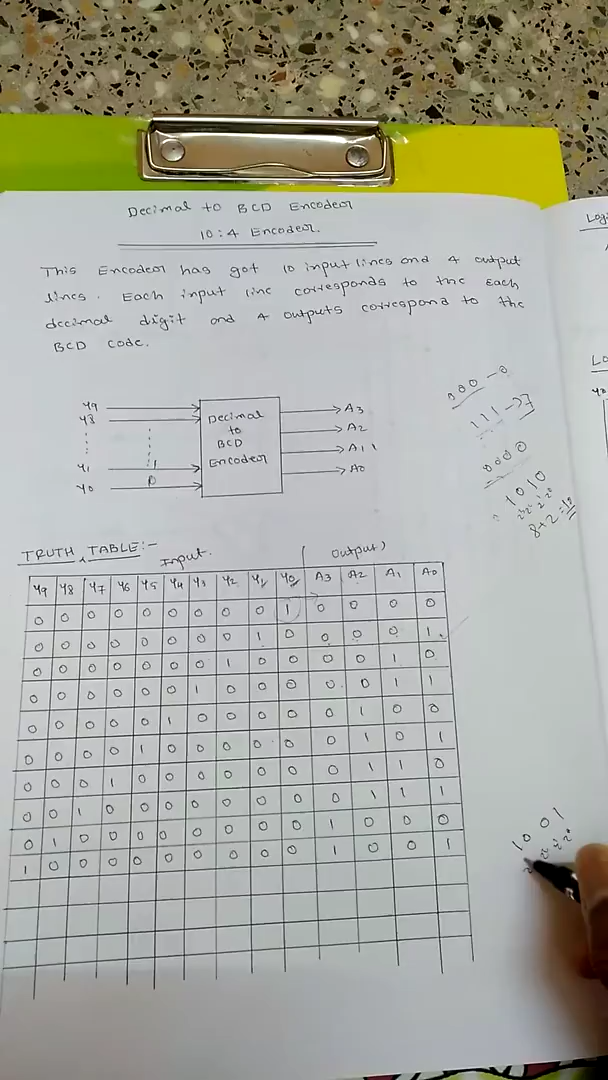 Decimal to BCD Encoder
10:4 Encoder.
This Encoder has got 10 input lines and 4 output
lines. Each input line corresponds to the each
decimal digit and 4 outputs correspond to the
BCD code.
Y9
Y8
Y1 1
Y0 0
Decimal
to
BCD
Encoder
A3
A2
A1
A0
000-0
111→7
0000
1010
2³ 2² 2¹ 2⁰
8+2=10
TRUTH TABLE:-
Input. Output
Y9 Y8 Y7 Y6 Y5 Y4 Y3 Y2 Y1 Y0 A3 A2 A1 A0
0 0 0 0 0 0 0 0 0 1 0 0 0 0
0 0 0 0 0 0 0 0 1 0 0 0 0 1
0 0 0 0 0 0 0 1 0 0 0 0 1 0
0 0 0 0 0 0 1 0 0 0 0 0 1 1
0 0 0 0 0 1 0 0 0 0 0 1 0 0
0 0 0 0 1 0 0 0 0 0 0 1 0 1
0 0 0 1 0 0 0 0 0 0 0 1 1 0
0 0 1 0 0 0 0 0 0 0 0 1 1 1
0 1 0 0 0 0 0 0 0 0 1 0 0 0
1 0 0 0 0 0 0 0 0 0 1 0 0 1
1001
2² 2¹ 2⁰